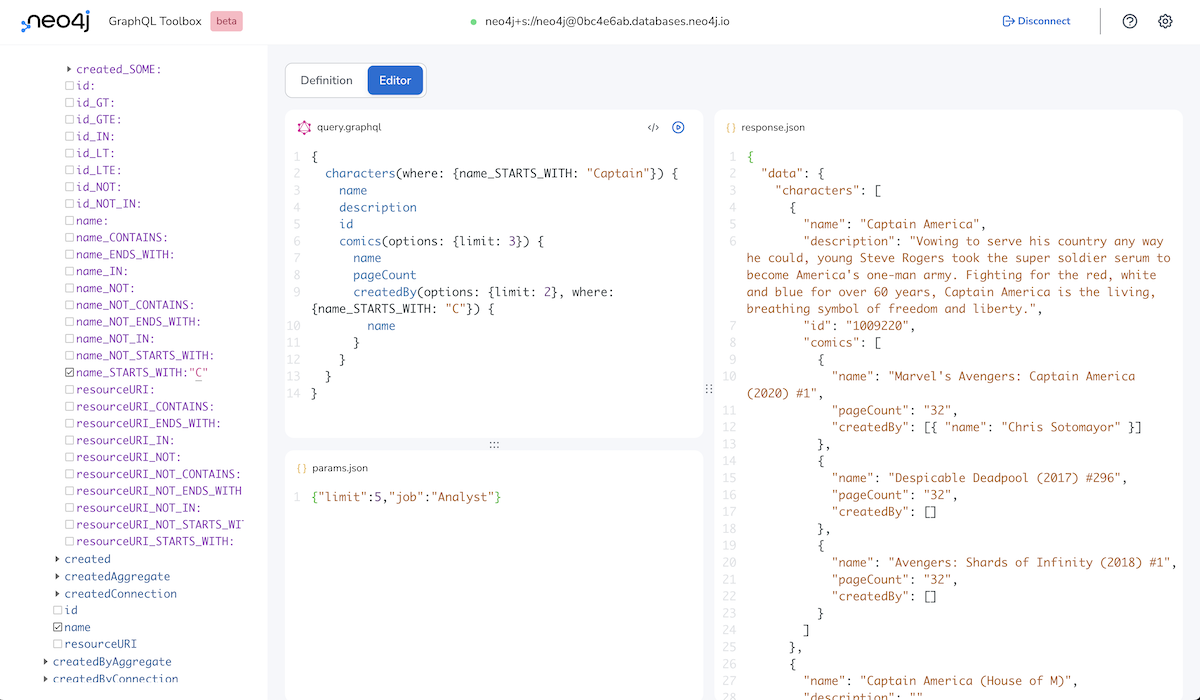 neo4j GraphQL Toolbox beta neo4j+s://neo4j@0bc4e6ab.databases.neo4j.io Disconnect
created_SOME:
id:
id_GT:
id_GTE:
id_IN:
id_LT:
id_LTE:
id_NOT:
id_NOT_IN:
name:
name_CONTAINS:
name_ENDS_WITH:
name_IN:
name_NOT:
name_NOT_CONTAINS:
name_NOT_ENDS_WITH:
name_NOT_IN:
name_NOT_STARTS_WITH:
name_STARTS_WITH:"C"
resourceURI:
resourceURI_CONTAINS:
resourceURI_ENDS_WITH:
resourceURI_IN:
resourceURI_NOT:
resourceURI_NOT_CONTAINS:
resourceURI_NOT_ENDS_WITH
resourceURI_NOT_IN:
resourceURI_NOT_STARTS_WI
resourceURI_STARTS_WITH:
created
createdAggregate
createdConnection
id
name
resourceURI
createdByAggregate
createdByConnection
Definition Editor
query.graphql </>
1 {
2 characters(where: {name_STARTS_WITH: "Captain"}) {
3 name
4 description
5 id
6 comics(options: {limit: 3}) {
7 name
8 pageCount
9 createdBy(options: {limit: 2}, where:
{name_STARTS_WITH: "C"}) {
10 name
11 }
12 }
13 }
14 }
{} params.json
1 {"limit":5,"job":"Analyst"}
{} response.json
1 {
2 "data": {
3 "characters": [
4 {
5 "name": "Captain America",
6 "description": "Vowing to serve his country any way
he could, young Steve Rogers took the super soldier serum to
become America's one-man army. Fighting for the red, white
and blue for over 60 years, Captain America is the living,
breathing symbol of freedom and liberty.",
7 "id": "1009220",
8 "comics": [
9 {
10 "name": "Marvel's Avengers: Captain America
(2020) #1",
11 "pageCount": "32",
12 "createdBy": [{ "name": "Chris Sotomayor" }]
13 },
14 {
15 "name": "Despicable Deadpool (2017) #296",
16 "pageCount": "32",
17 "createdBy": []
18 },
19 {
20 "name": "Avengers: Shards of Infinity (2018) #1",
21 "pageCount": "32",
22 "createdBy": []
23 }
24 ]
25 },
26 {
27 "name": "Captain America (House of M)",
28 "description": ""